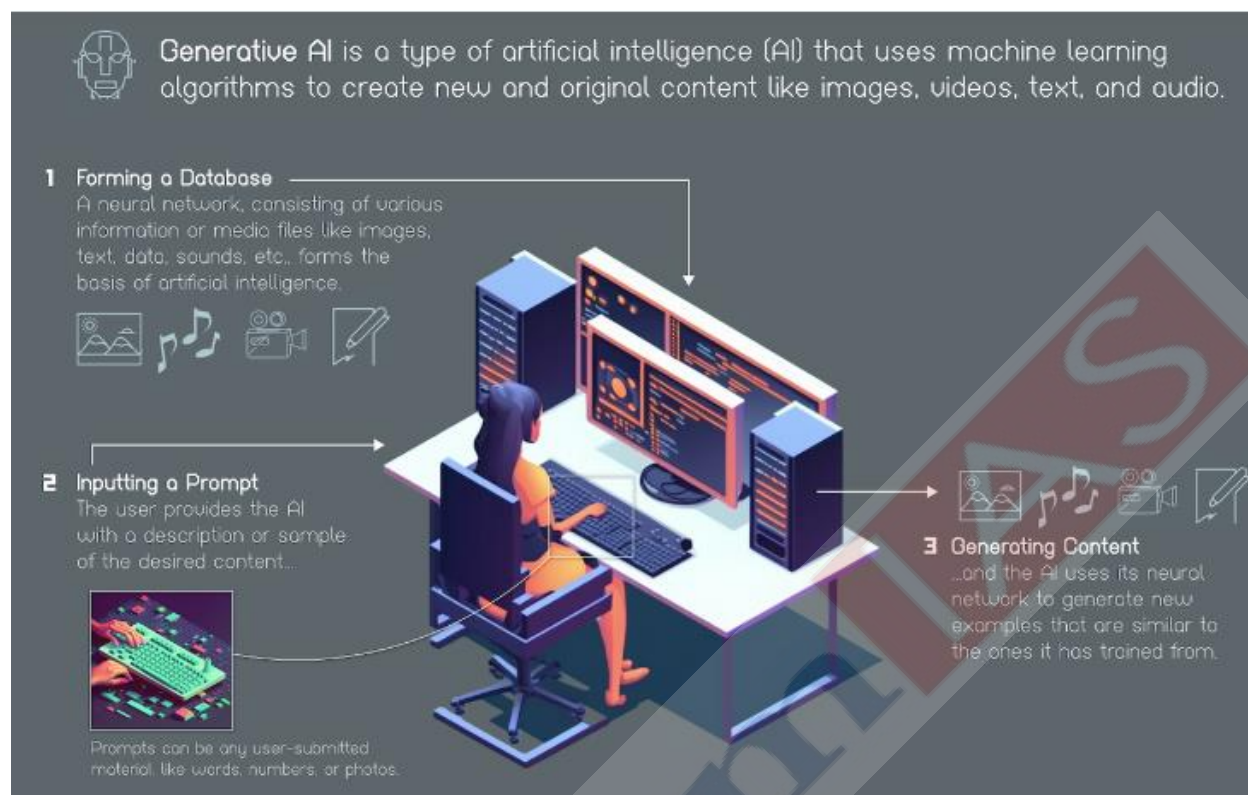 Generative AI is a type of artificial intelligence (AI) that uses machine learning
algorithms to create new and original content like images, videos, text, and audio.
1 Forming a Database
A neural network, consisting of various
information or media files like images,
text, data, sounds, etc., forms the
basis of artificial intelligence.
2 Inputting a Prompt
The user provides the AI
with a description or sample
of the desired content...
Prompts can be any user-submitted
material, like words, numbers, or photos.
3 Generating Content
...and the AI uses its neural
network to generate new
examples that are similar to
the ones it has trained from.
IAS